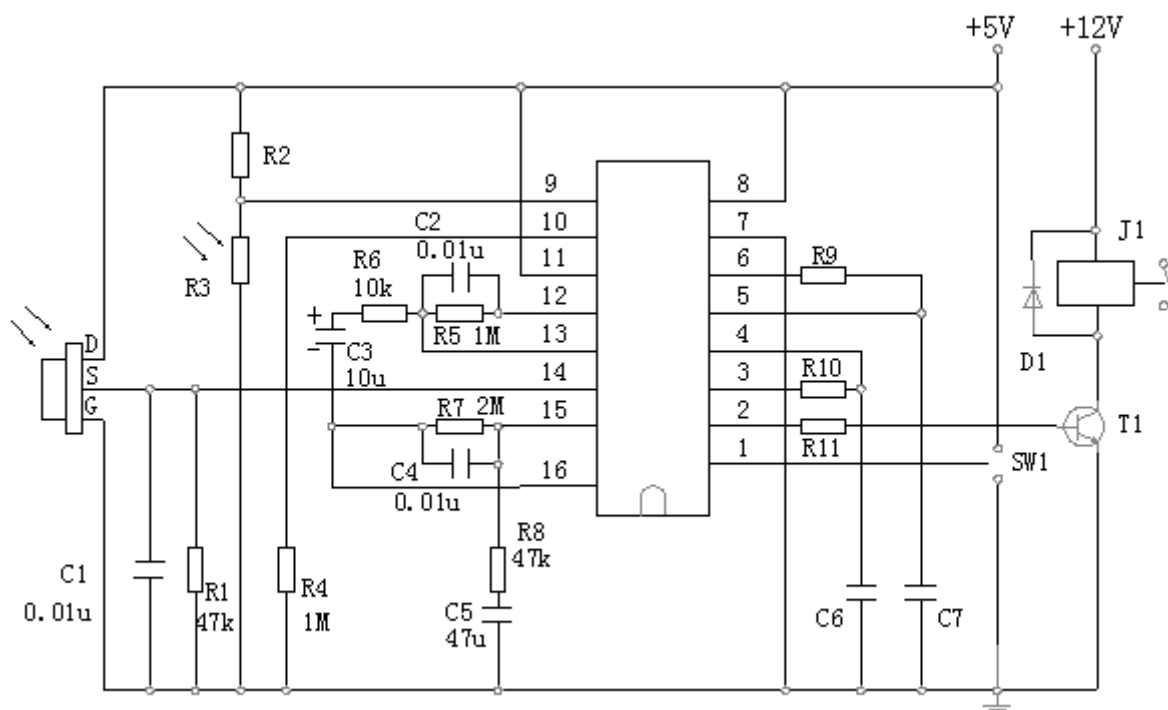 +5V +12V
R2
9 8
10 7
C2
0.01u
J1
R3
R6
10k
11 6 R9
+
12 5
R5 1M
-
C3
10u
13 4
D1
D
S
G
14 3 R10
R7 2M
15 2
T1
R11
C4
0.01u
16 1
SW1
R8
47k
C1
0.01u
R1
47k
R4
1M
C5
47u
C6 C7